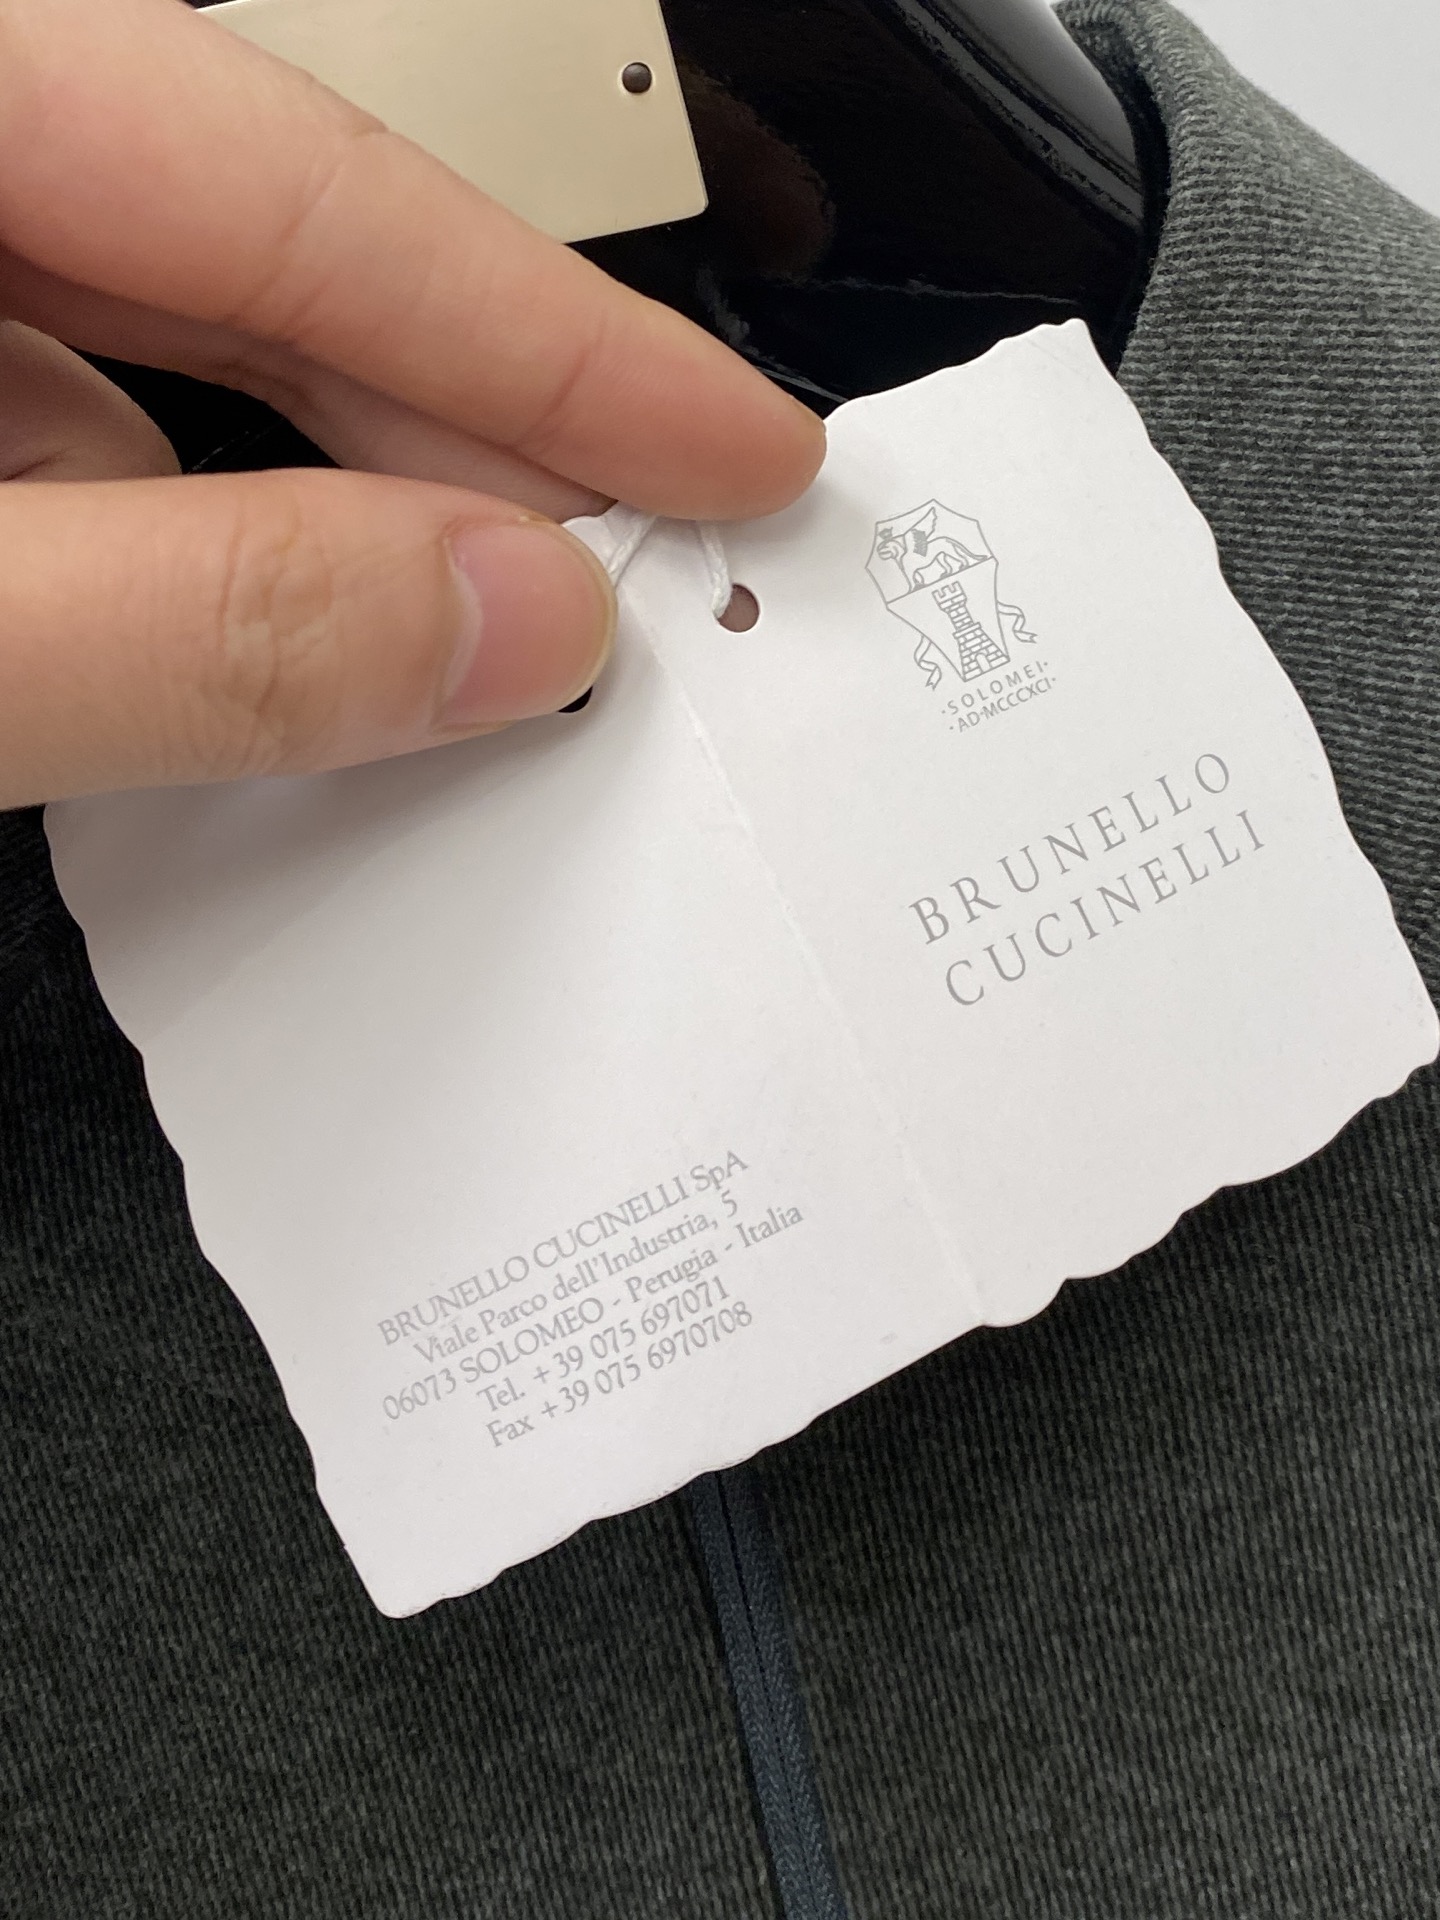 ·SOLOMEI·
·AD·MCCCXCI·
BRUNELLO
CUCINELLI
BRUNELLO CUCINELLI SpA
Viale Parco dell'Industria, 5
06073 SOLOMEO - Perugia - Italia
Tel. +39 075 697071
Fax +39 075 6970708